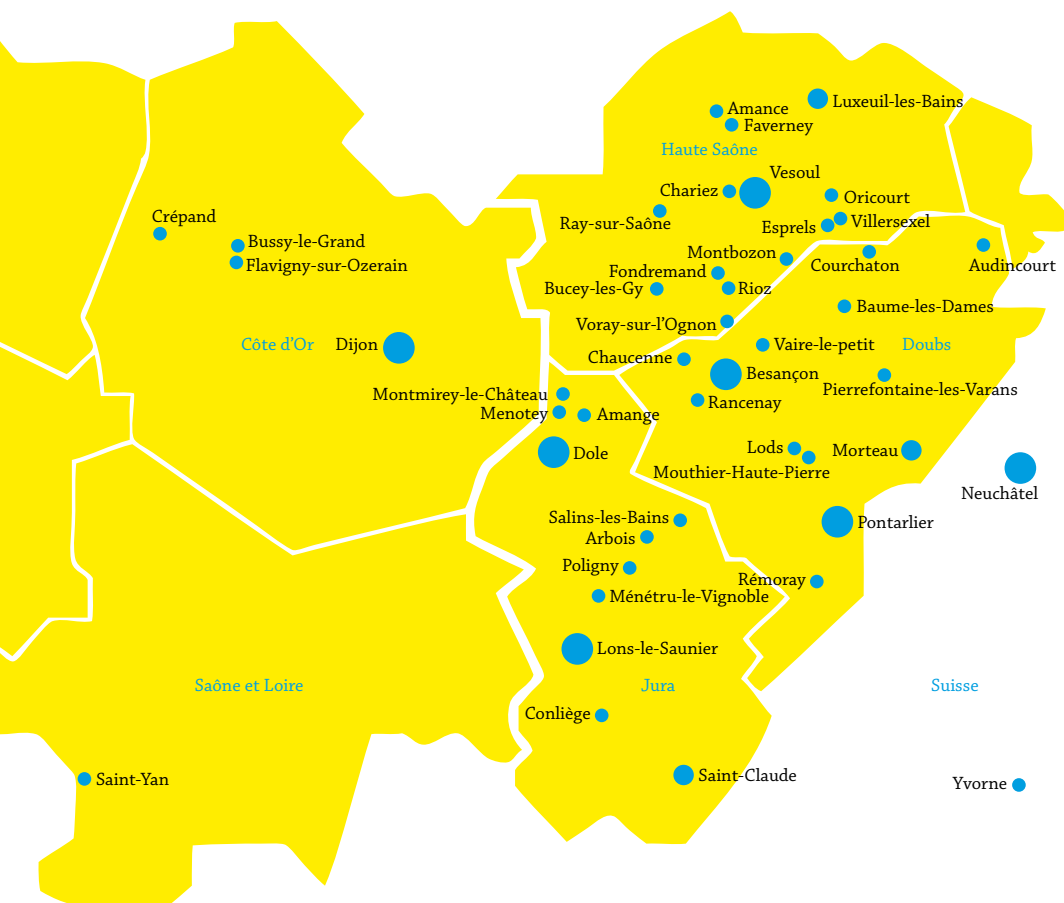 Luxeuil-les-Bains
Amance
Faverney
Haute Saône
Vesoul
Chariez
Oricourt
Crépand
Ray-sur-Saône
Esprels
Villersexel
Bussy-le-Grand
Montbozon
Flavigny-sur-Ozerain
Fondremand
Courchaton
Audincourt
Bucey-les-Gy
Rioz
Baume-les-Dames
Voray-sur-l'Ognon
Côte d'Or
Dijon
Vaire-le-petit
Doubs
Chaucenne
Besançon
Pierrefontaine-les-Varans
Montmirey-le-Château
Rancenay
Menotey
Amange
Lods
Morteau
Dole
Mouthier-Haute-Pierre
Neuchâtel
Salins-les-Bains
Pontarlier
Arbois
Poligny
Rémoray
Ménétru-le-Vignoble
Lons-le-Saunier
Saône et Loire
Jura
Suisse
Conliège
Saint-Yan
Saint-Claude
Yvorne